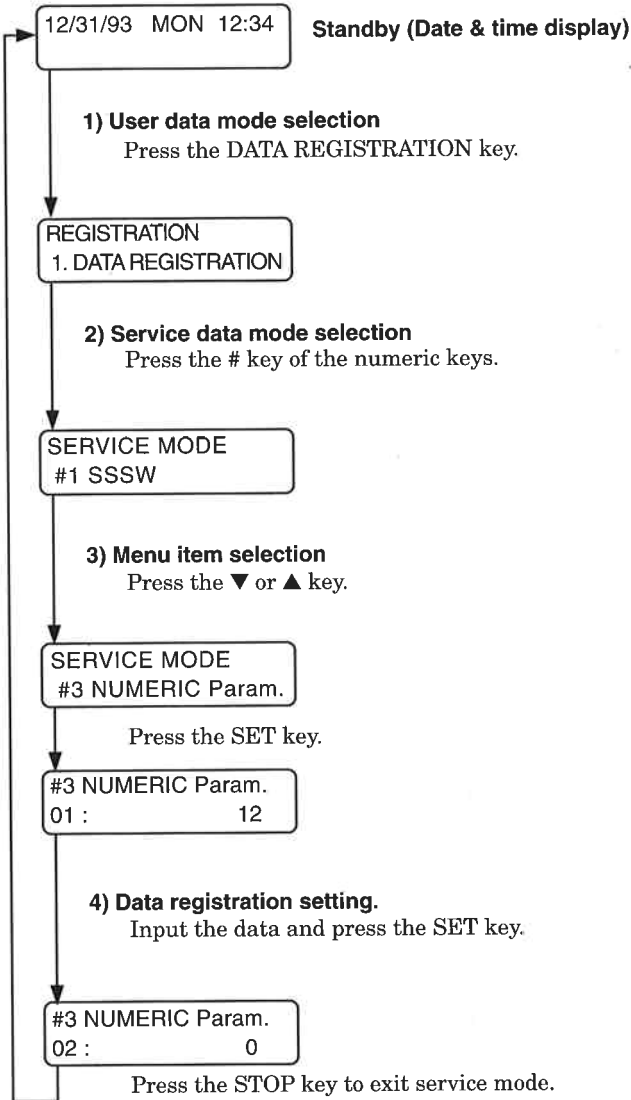 12/31/93 MON 12:34 Standby (Date & time display)
1) User data mode selection
Press the DATA REGISTRATION key.
REGISTRATION
1. DATA REGISTRATION
2) Service data mode selection
Press the # key of the numeric keys.
SERVICE MODE
#1 SSSW
3) Menu item selection
Press the ▼ or ▲ key.
SERVICE MODE
#3 NUMERIC Param.
Press the SET key.
#3 NUMERIC Param.
01 : 12
4) Data registration setting.
Input the data and press the SET key.
#3 NUMERIC Param.
02 : 0
Press the STOP key to exit service mode.